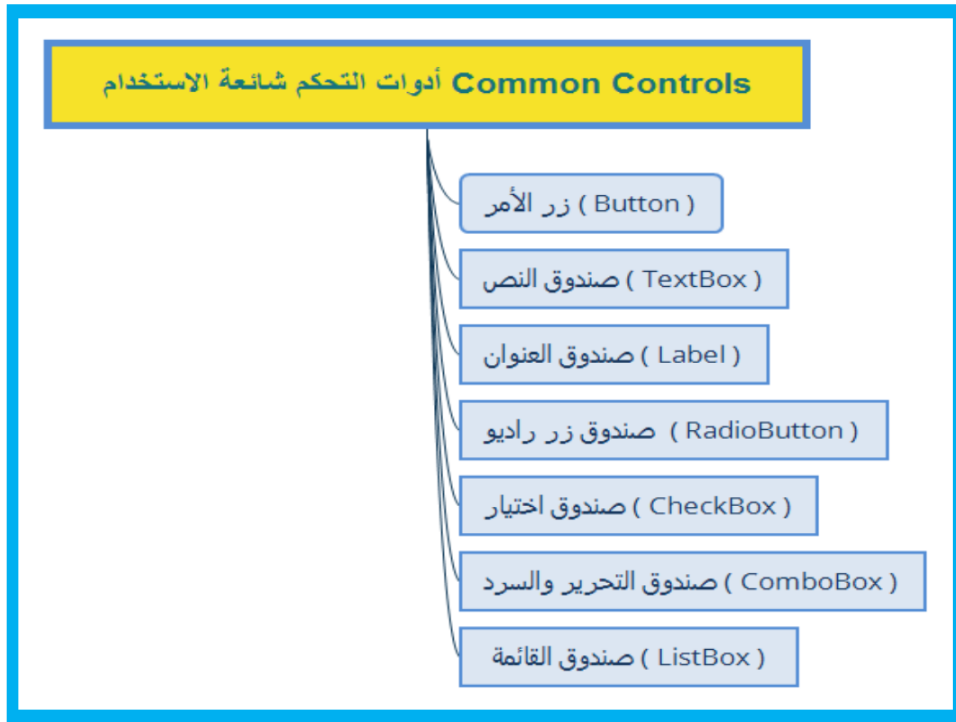 أدوات التحكم شائعة الاستخدام Common Controls
زر الأمر ( Button )
صندوق النص ( TextBox )
صندوق العنوان ( Label )
صندوق زر راديو ( RadioButton )
صندوق اختيار ( CheckBox )
صندوق التحرير والسرد ( ComboBox )
صندوق القائمة ( ListBox )